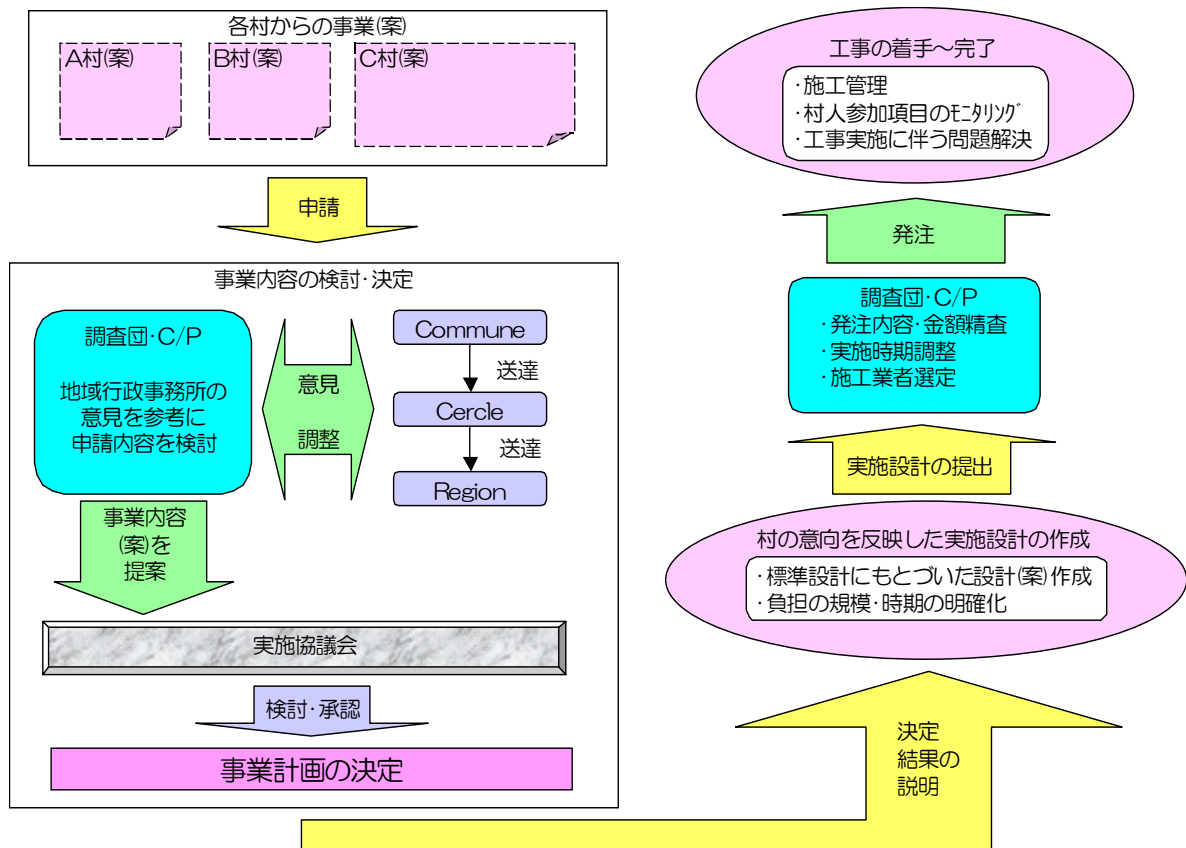 各村からの事業(案)
A村(案)
B村(案)
C村(案)
申請
事業内容の検討･決定
調査団･C/P
地域行政事務所の
意見を参考に
申請内容を検討
意見
調整
Commune
送達
Cercle
送達
Region
事業内容
(案)を
提案
実施協議会
検討･承認
事業計画の決定
決定
結果の
説明
村の意向を反映した実施設計の作成
･標準設計にもとづいた設計(案)作成
･負担の規模･時期の明確化
実施設計の提出
調査団･C/P
･発注内容･金額精査
･実施時期調整
･施工業者選定
発注
工事の着手～完了
･施工管理
･村人参加項目のﾓﾆﾀﾘﾝｸﾞ
･工事実施に伴う問題解決